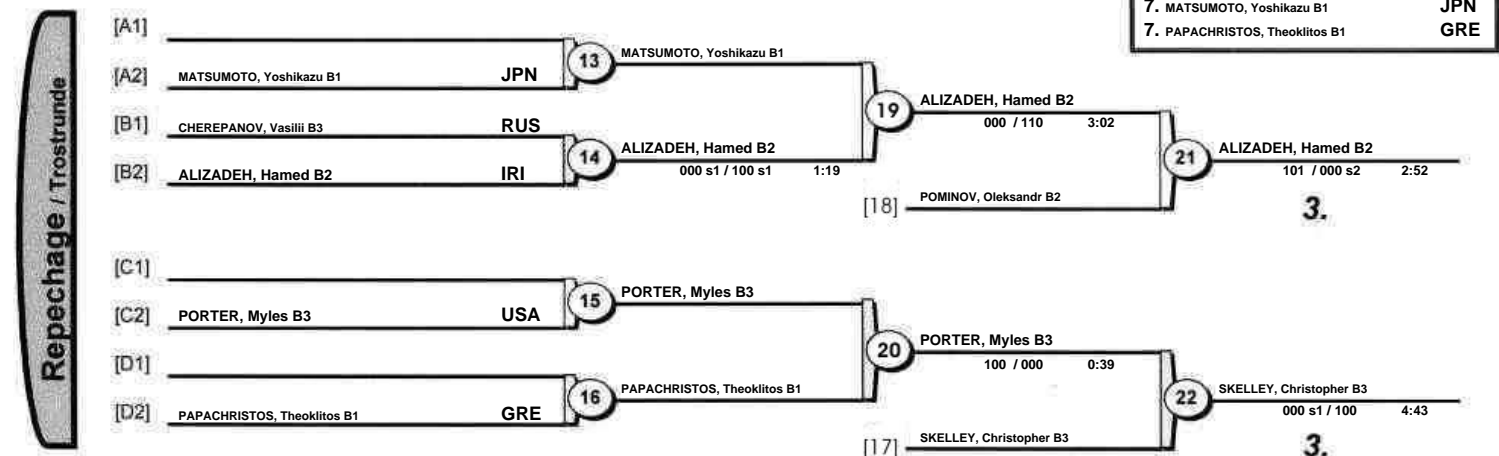 7. MATSUMOTO, Yoshikazu B1 JPN
7. PAPACHRISTOS, Theoklitos B1 GRE
Repechage / Trostrunde
[A1]
[A2] MATSUMOTO, Yoshikazu B1 JPN
13 MATSUMOTO, Yoshikazu B1
[B1] CHEREPANOV, Vasilii B3 RUS
[B2] ALIZADEH, Hamed B2 IRI
14 ALIZADEH, Hamed B2
000 s1 / 100 s1 1:19
19 ALIZADEH, Hamed B2
000 / 110 3:02
[18] POMINOV, Oleksandr B2
21 ALIZADEH, Hamed B2
101 / 000 s2 2:52
3.
[C1]
[C2] PORTER, Myles B3 USA
15 PORTER, Myles B3
[D1]
[D2] PAPACHRISTOS, Theoklitos B1 GRE
16 PAPACHRISTOS, Theoklitos B1
20 PORTER, Myles B3
100 / 000 0:39
[17] SKELLEY, Christopher B3
22 SKELLEY, Christopher B3
000 s1 / 100 4:43
3.